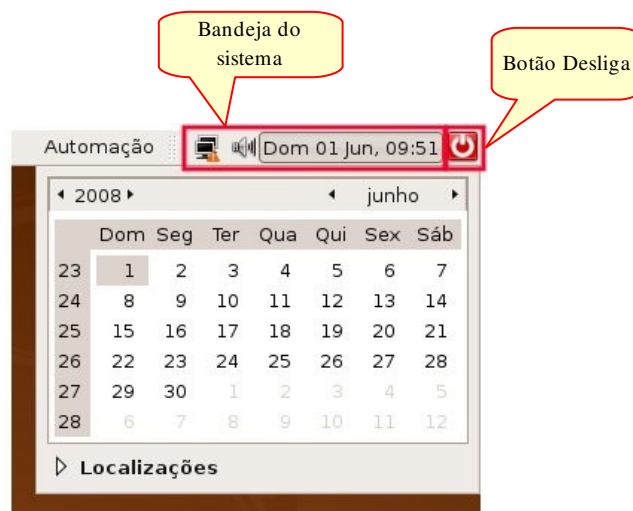 Bandeja do
sistema
Botão Desliga
Automação Dom 01 Jun, 09:51
2008 junho
Dom Seg Ter Qua Qui Sex Sáb
23 1 2 3 4 5 6 7
24 8 9 10 11 12 13 14
25 15 16 17 18 19 20 21
26 22 23 24 25 26 27 28
27 29 30 1 2 3 4 5
28 6 7 8 9 10 11 12
Localizações